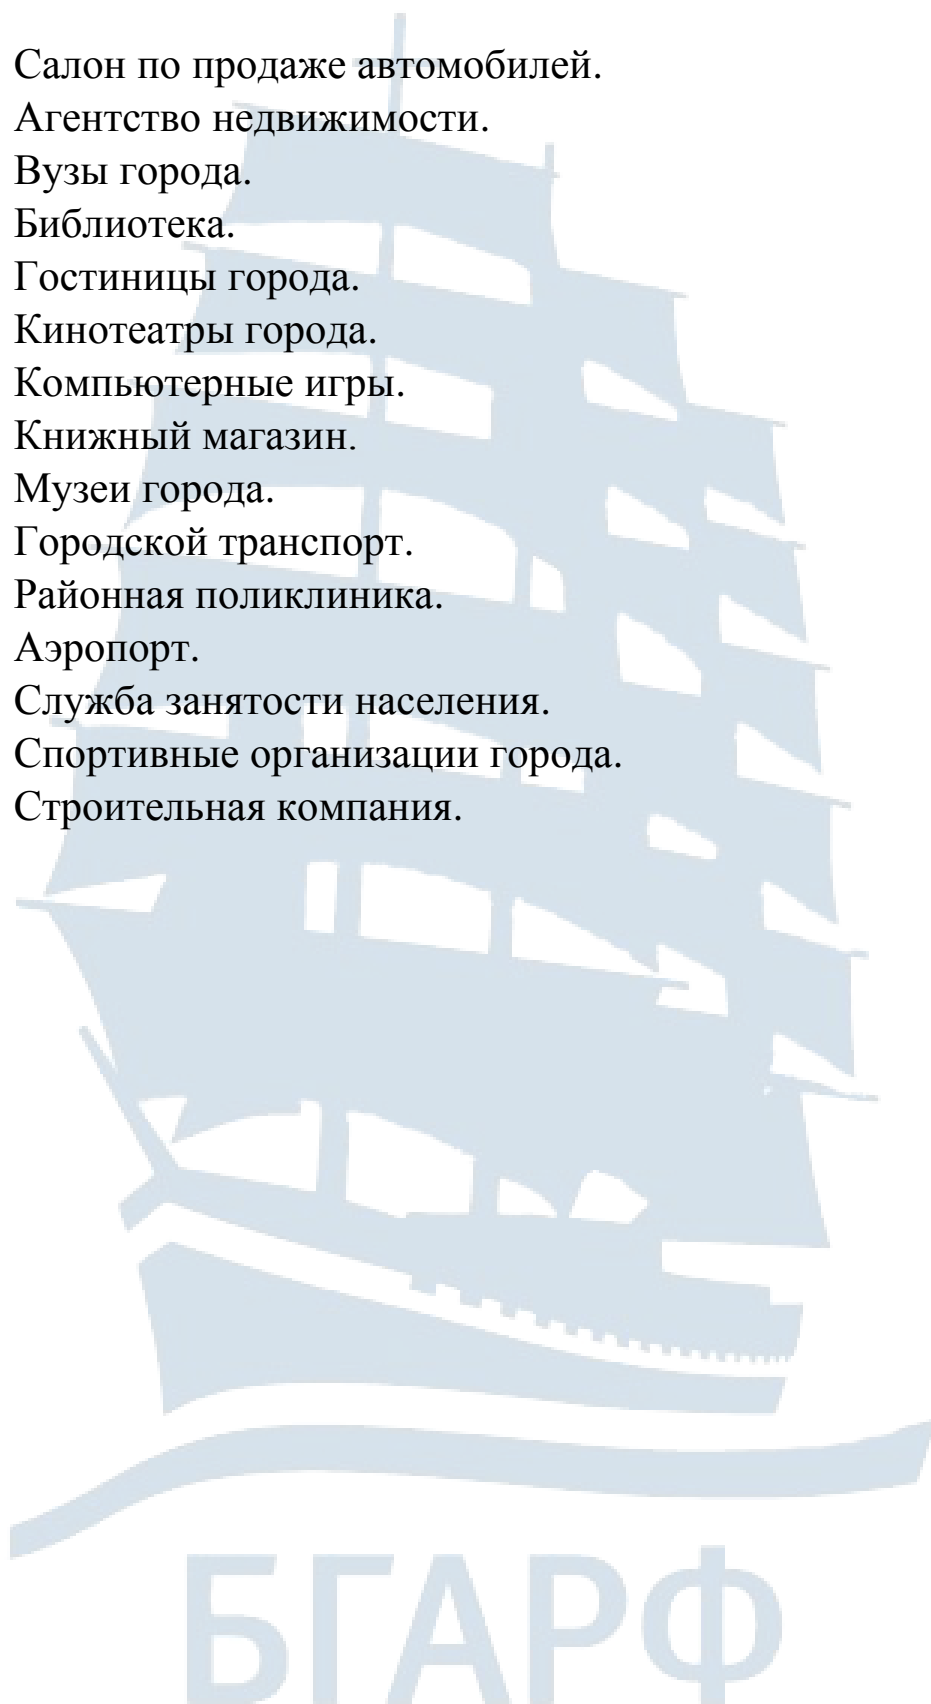 Салон по продаже автомобилей.
Агентство недвижимости.
Вузы города.
Библиотека.
Гостиницы города.
Кинотеатры города.
Компьютерные игры.
Книжный магазин.
Музеи города.
Городской транспорт.
Районная поликлиника.
Аэропорт.
Служба занятости населения.
Спортивные организации города.
Строительная компания.
БГАРФ